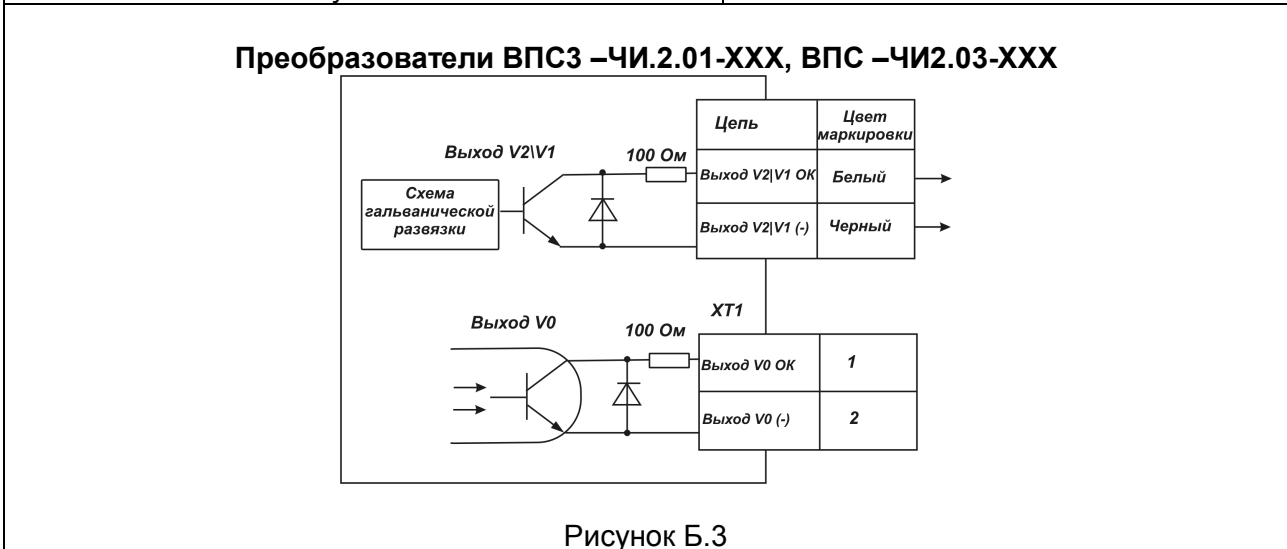 Преобразователи ВПС3 –ЧИ.2.01-ХХХ, ВПС –ЧИ2.03-ХХХ
Цепь
Цвет
маркировки
Выход V2\V1
100 Ом
Выход V2|V1 ОК
Белый
Схема
гальванической
развязки
Выход V2|V1 (-)
Черный
XT1
Выход V0
100 Ом
Выход V0 ОК
1
Выход V0 (-)
2
Рисунок Б.3